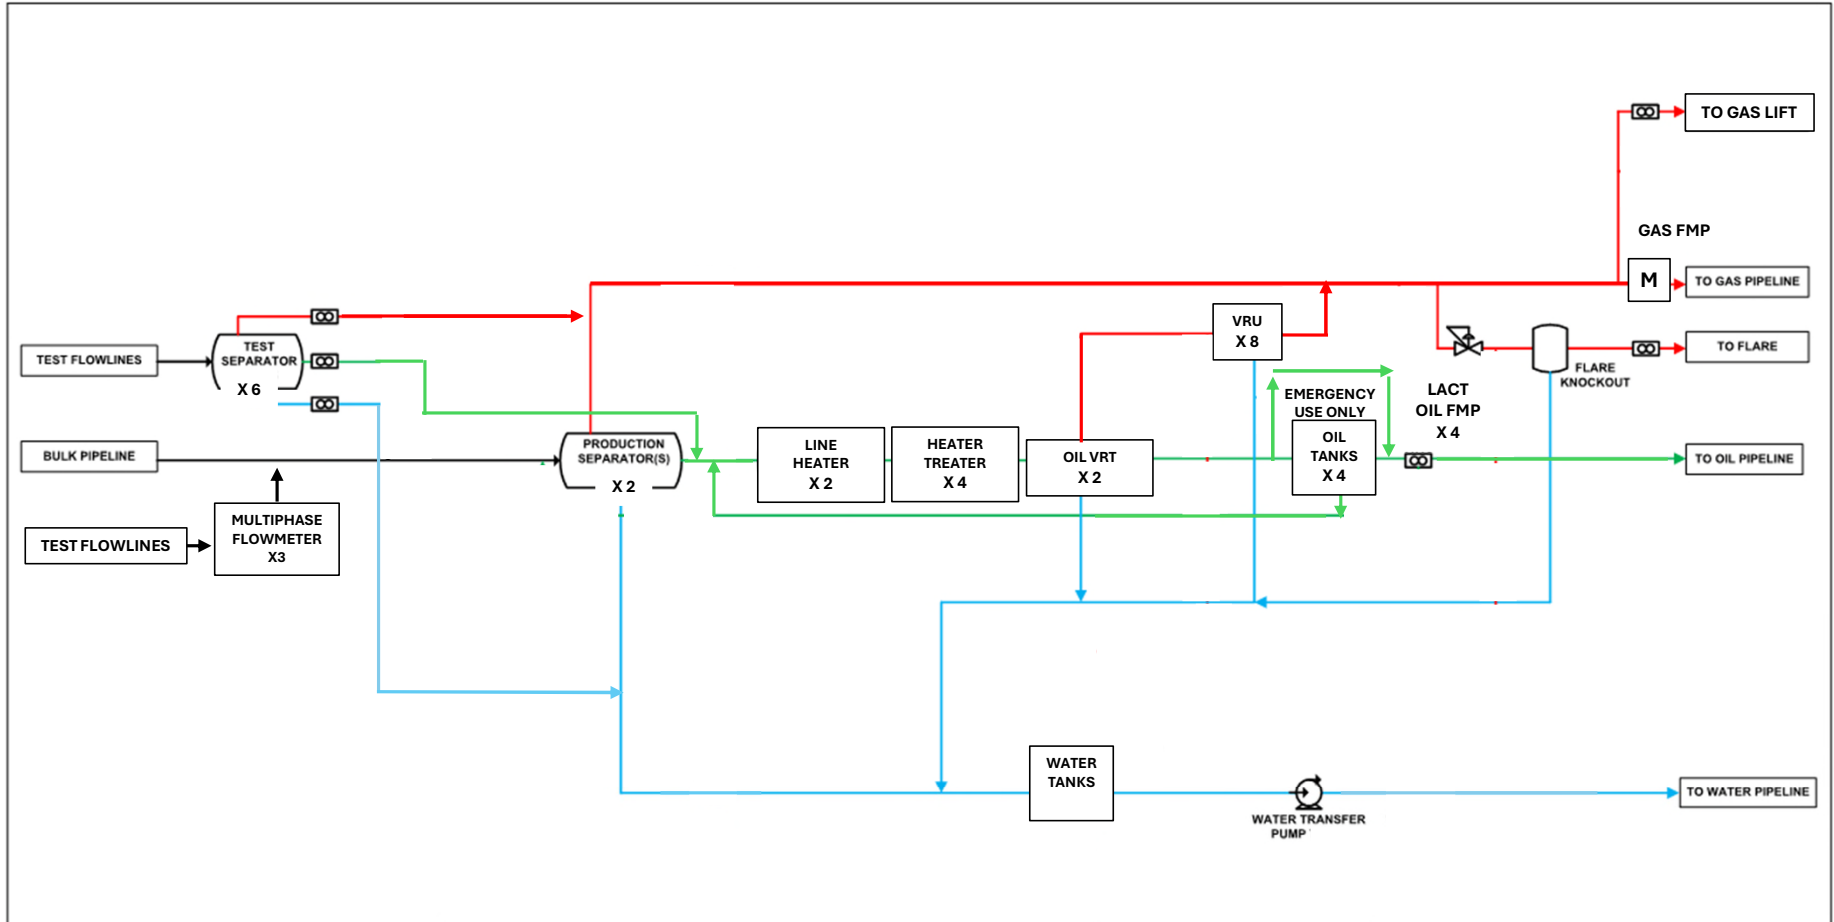 TO GAS LIFT
GAS FMP
M
TO GAS PIPELINE
VRU
X 8
TEST
SEPARATOR
X 6
TEST FLOWLINES
TO FLARE
FLARE
KNOCKOUT
EMERGENCY
USE ONLY
LACT
OIL FMP
X 4
BULK PIPELINE
PRODUCTION
SEPARATOR(S)
X 2
LINE
HEATER
X 2
HEATER
TREATER
X 4
OIL VRT
X 2
OIL
TANKS
X 4
TO OIL PIPELINE
TEST FLOWLINES
MULTIPHASE
FLOWMETER
X3
WATER
TANKS
WATER TRANSFER
PUMP
TO WATER PIPELINE